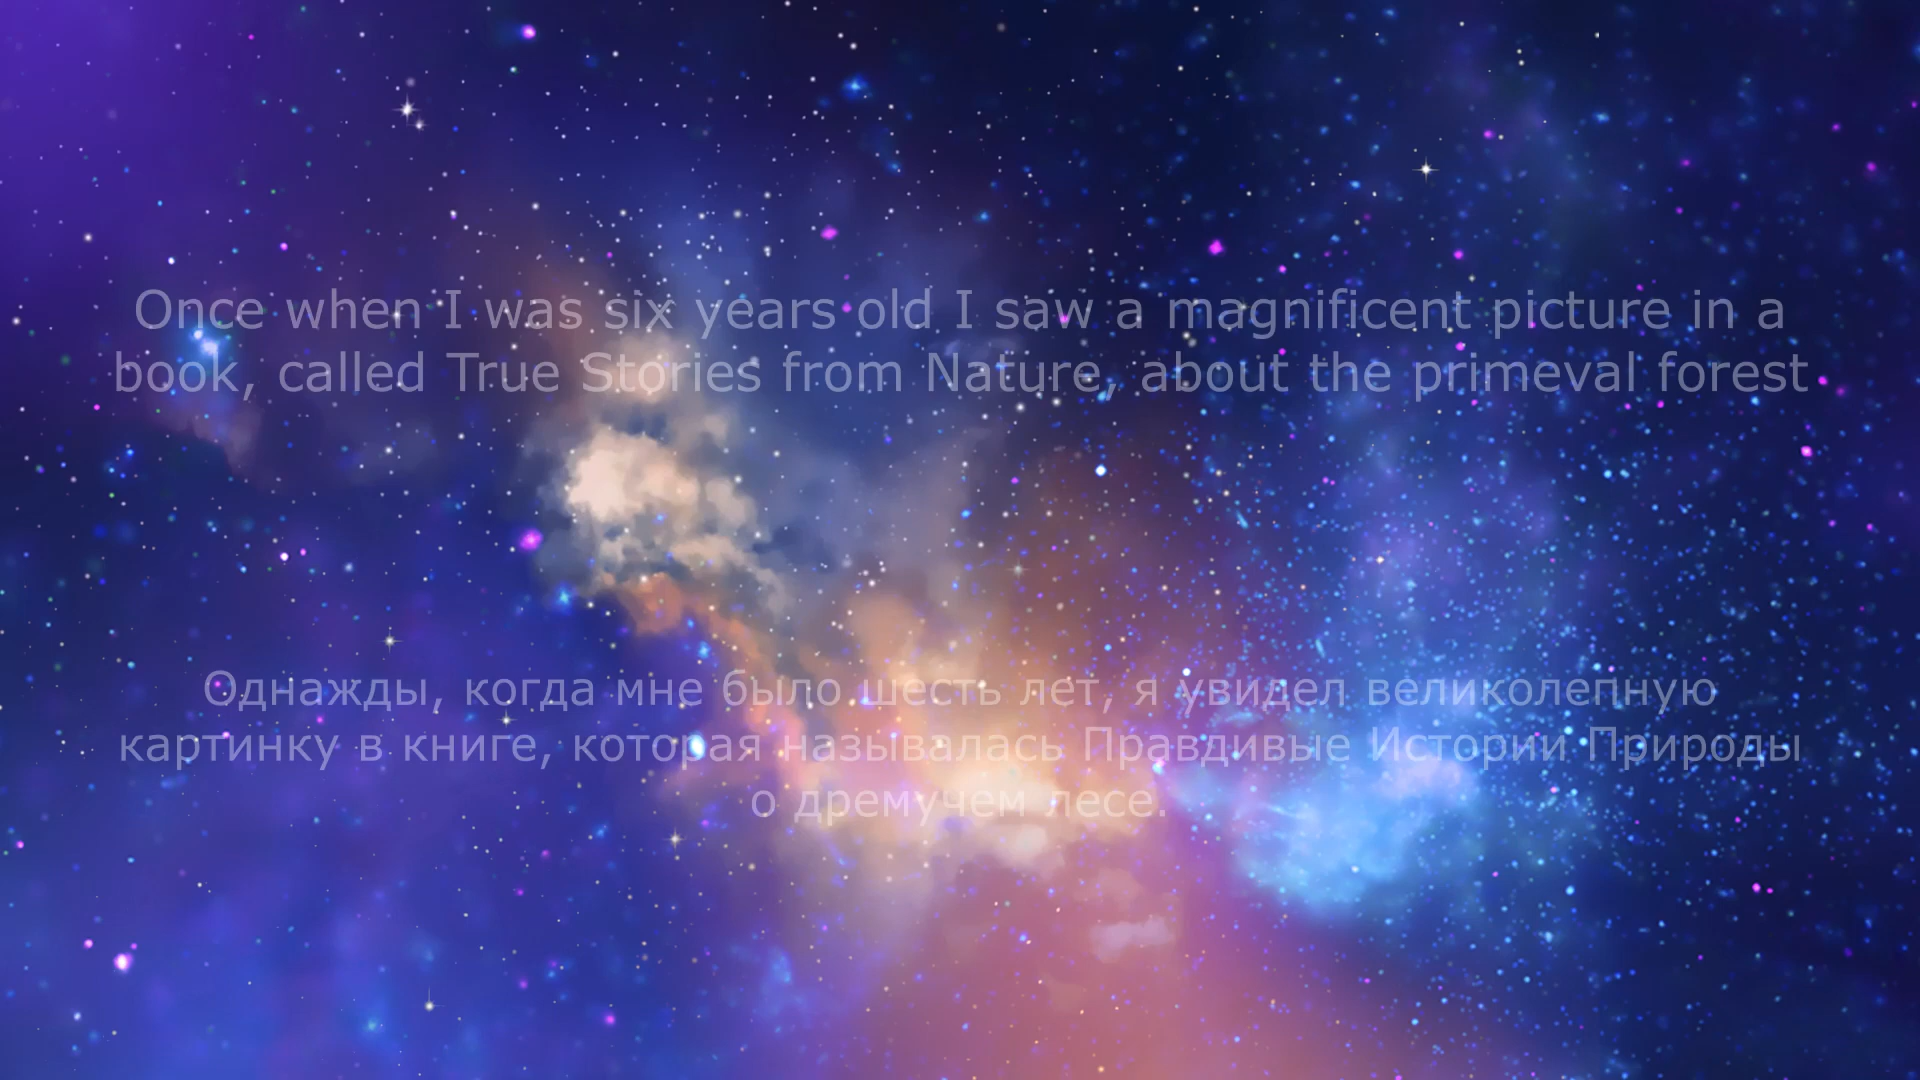 Once when I was six years old I saw a magnificent picture in a
book, called True Stories from Nature, about the primeval forest
Однажды, когда мне было шесть лет, я увидел великолепную
картинку в книге, которая называлась Правдивые Истории Природы
о дремучем лесе.